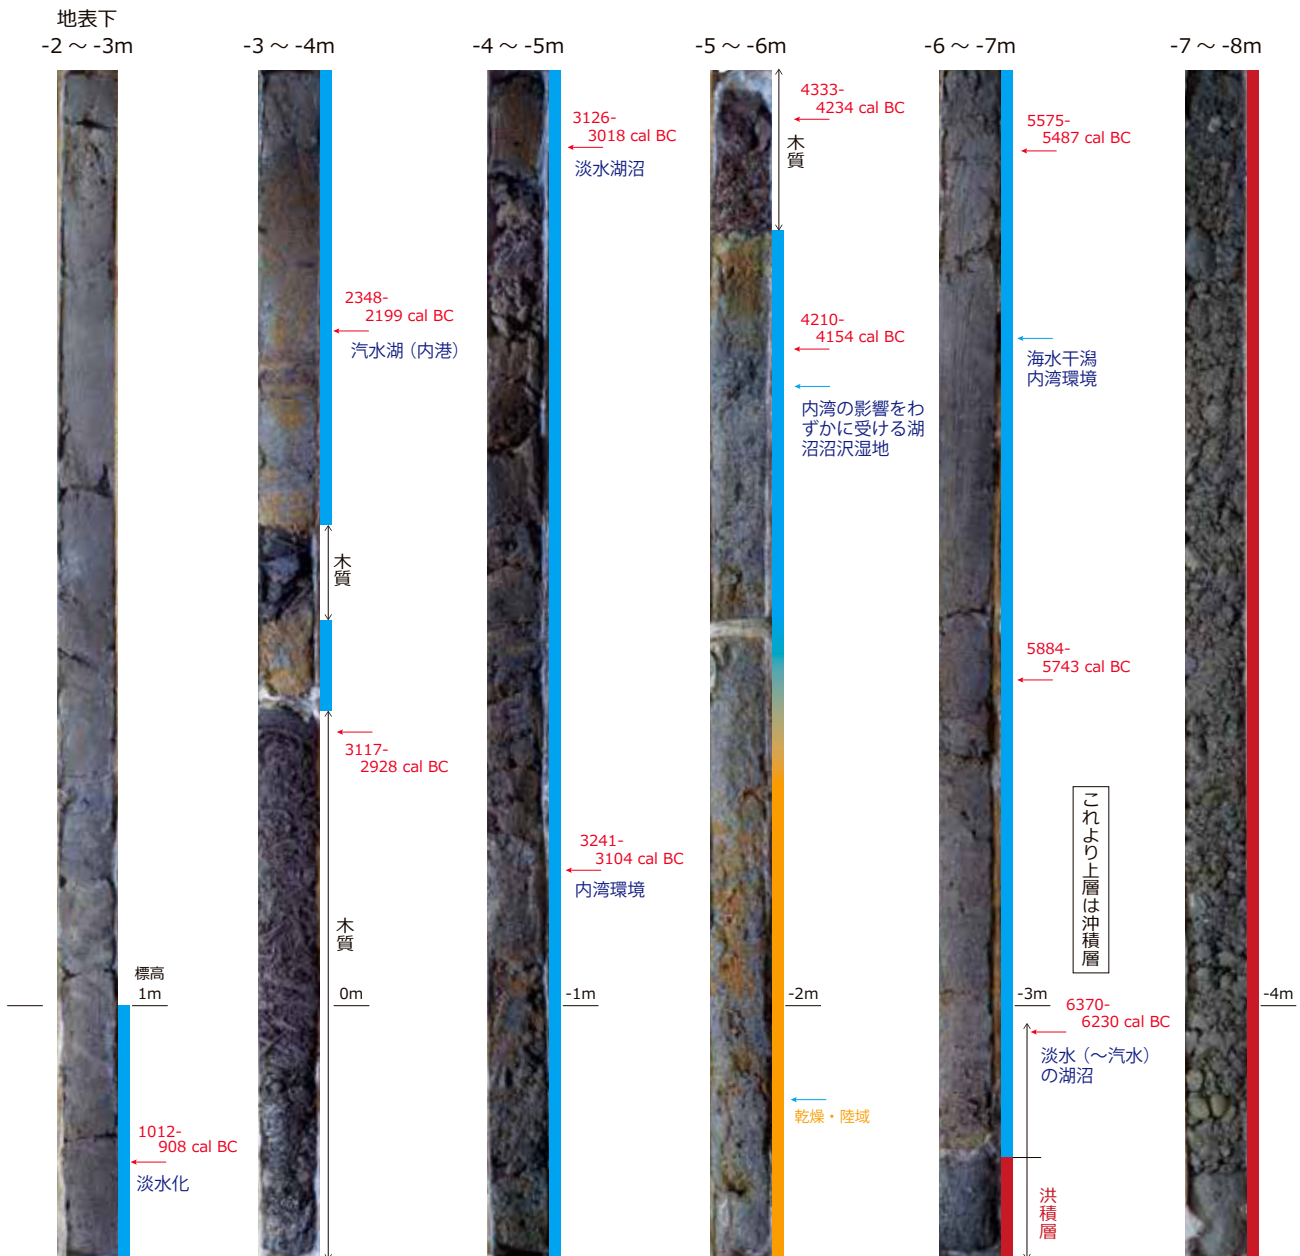 地表下
-2 ～ -3m
-3 ～ -4m
-4 ～ -5m
-5 ～ -6m
-6 ～ -7m
-7 ～ -8m
標高
1m
1012-
908 cal BC
淡水化
2348-
2199 cal BC
汽水湖（内港）
木質
3117-
2928 cal BC
木質
0m
3126-
3018 cal BC
淡水湖沼
3241-
3104 cal BC
内湾環境
-1m
4333-
4234 cal BC
木質
4210-
4154 cal BC
内湾の影響をわ
ずかに受ける湖
沼沼沢湿地
-2m
乾燥・陸域
5575-
5487 cal BC
海水干潟
内湾環境
5884-
5743 cal BC
これより上層は沖積層
-3m
6370-
6230 cal BC
淡水（～汽水）
の湖沼
洪積層
-4m